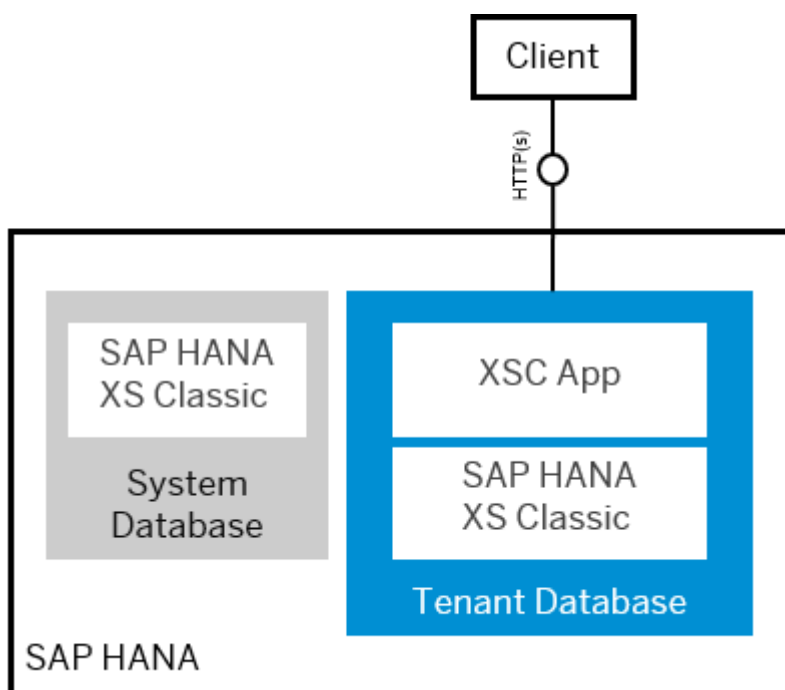 Client
HTTP(s)
SAP HANA
XS Classic
System
Database
XSC App
SAP HANA
XS Classic
Tenant Database
SAP HANA